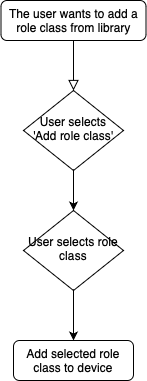 The user wants to add a
role class from library
User selects
'Add role class'
User selects role
class
Add selected role
class to device